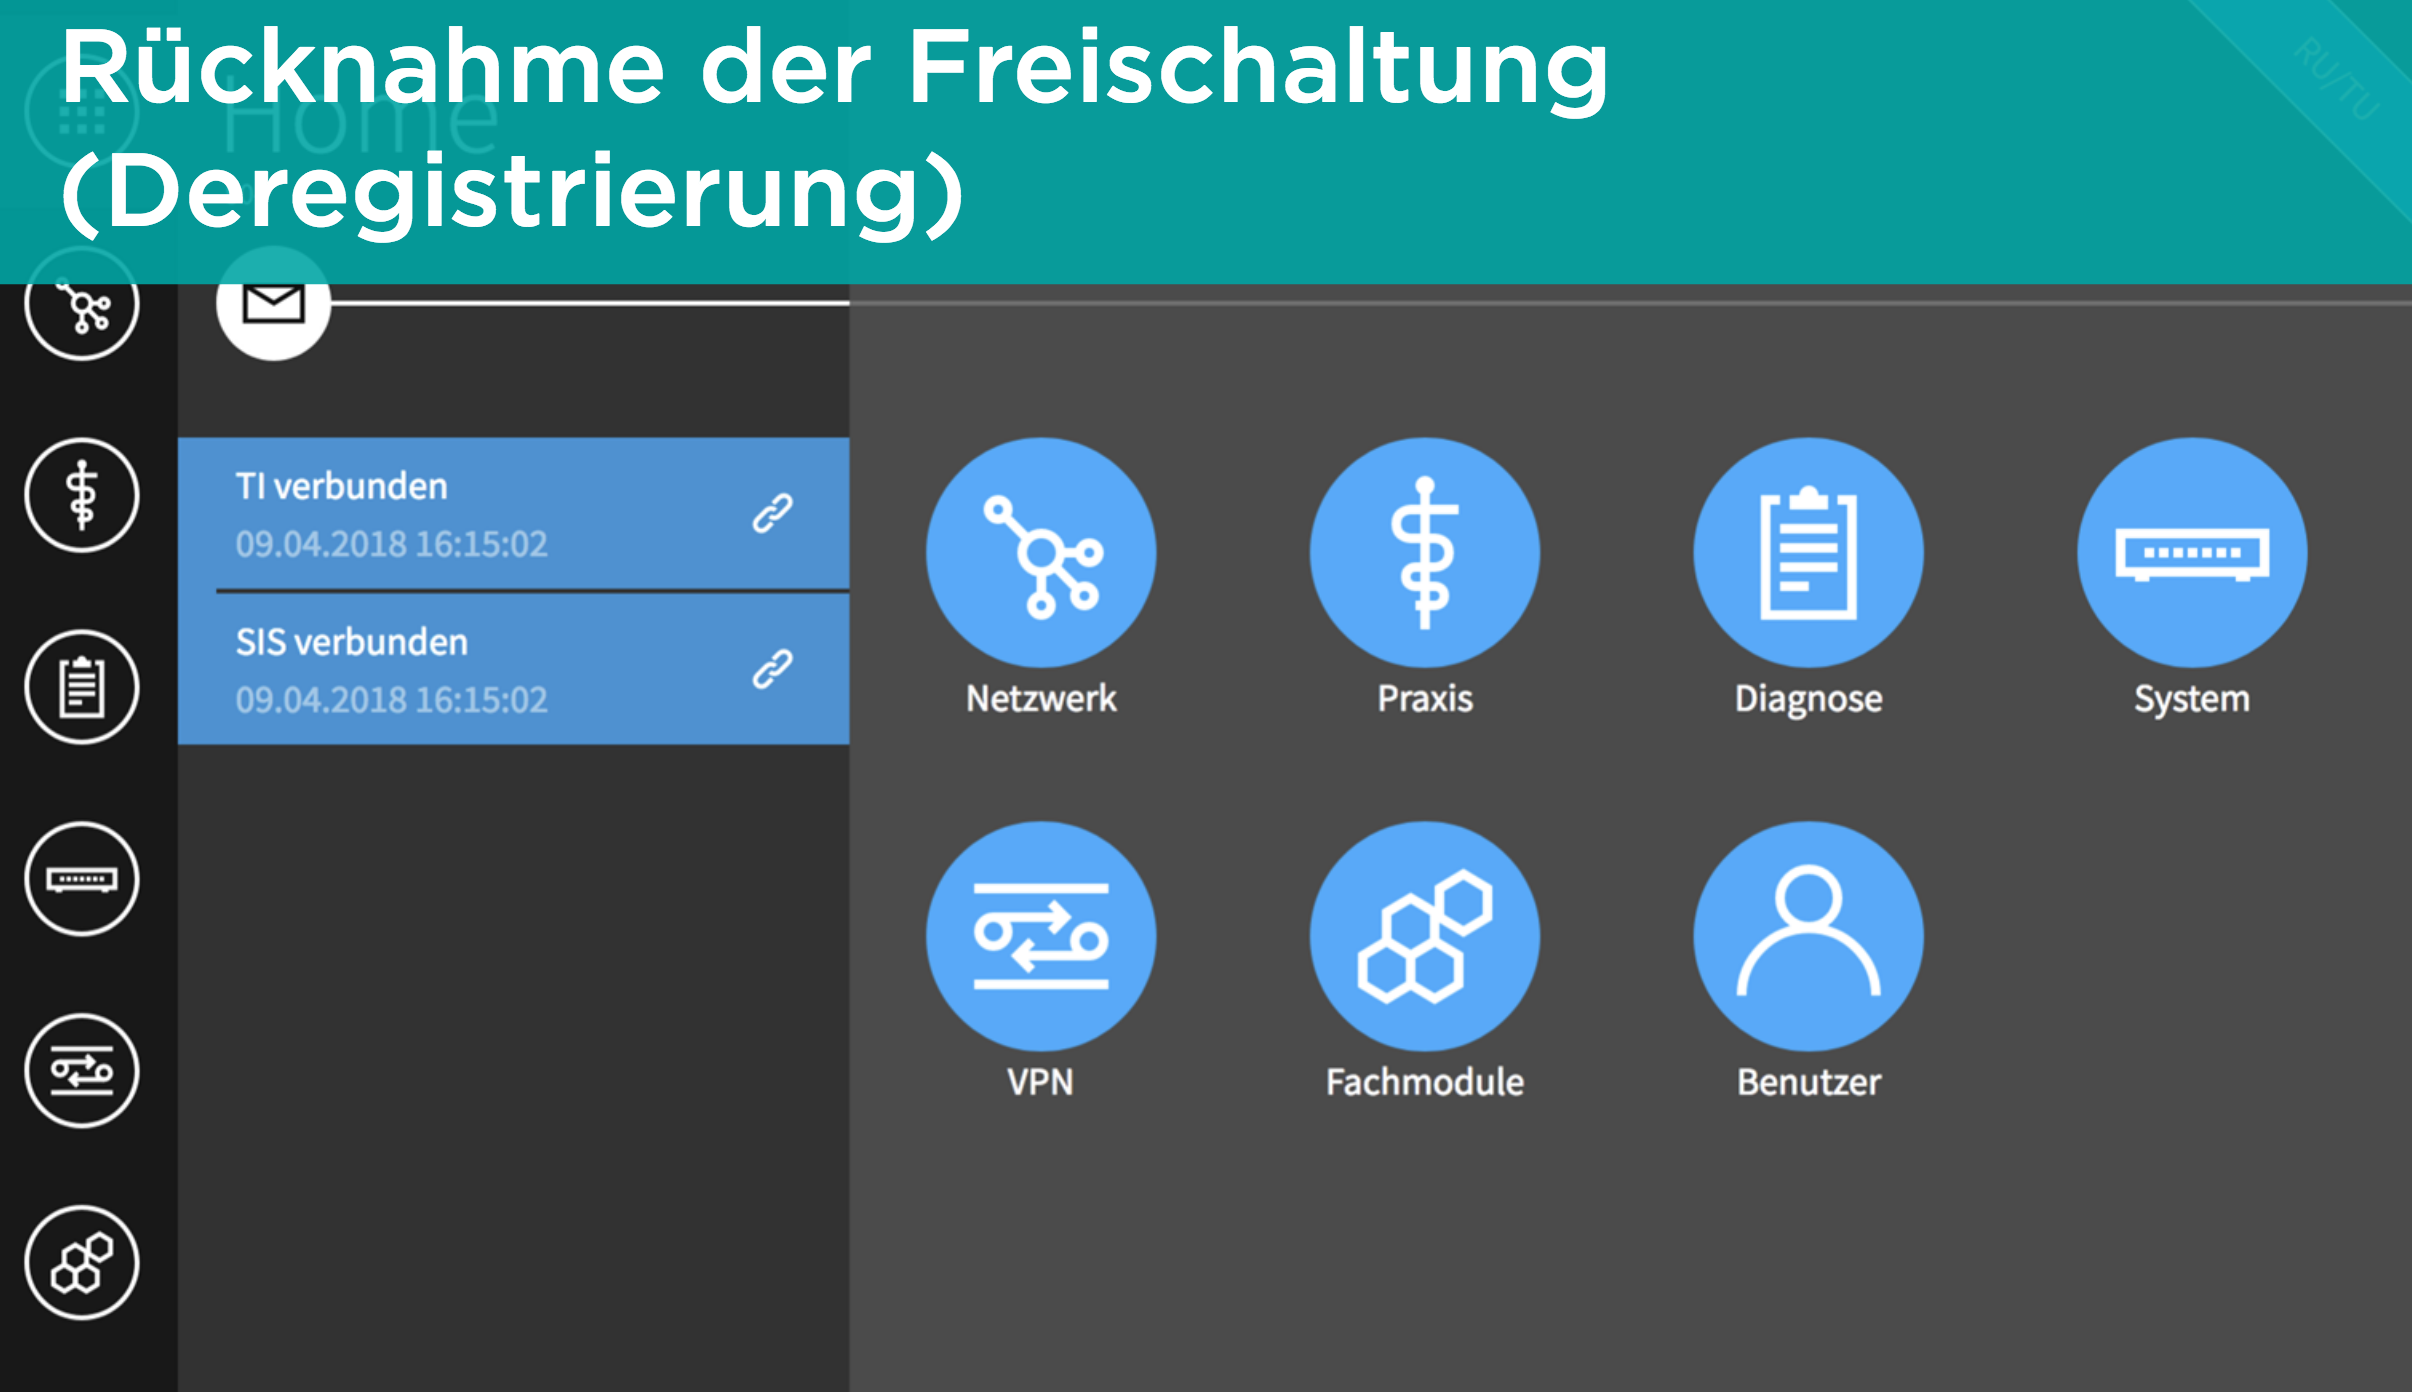 Rücknahme der Freischaltung
(Deregistrierung)
Home
RU/TU
TI verbunden
09.04.2018 16:15:02
SIS verbunden
09.04.2018 16:15:02
Netzwerk
Praxis
Diagnose
System
VPN
Fachmodule
Benutzer